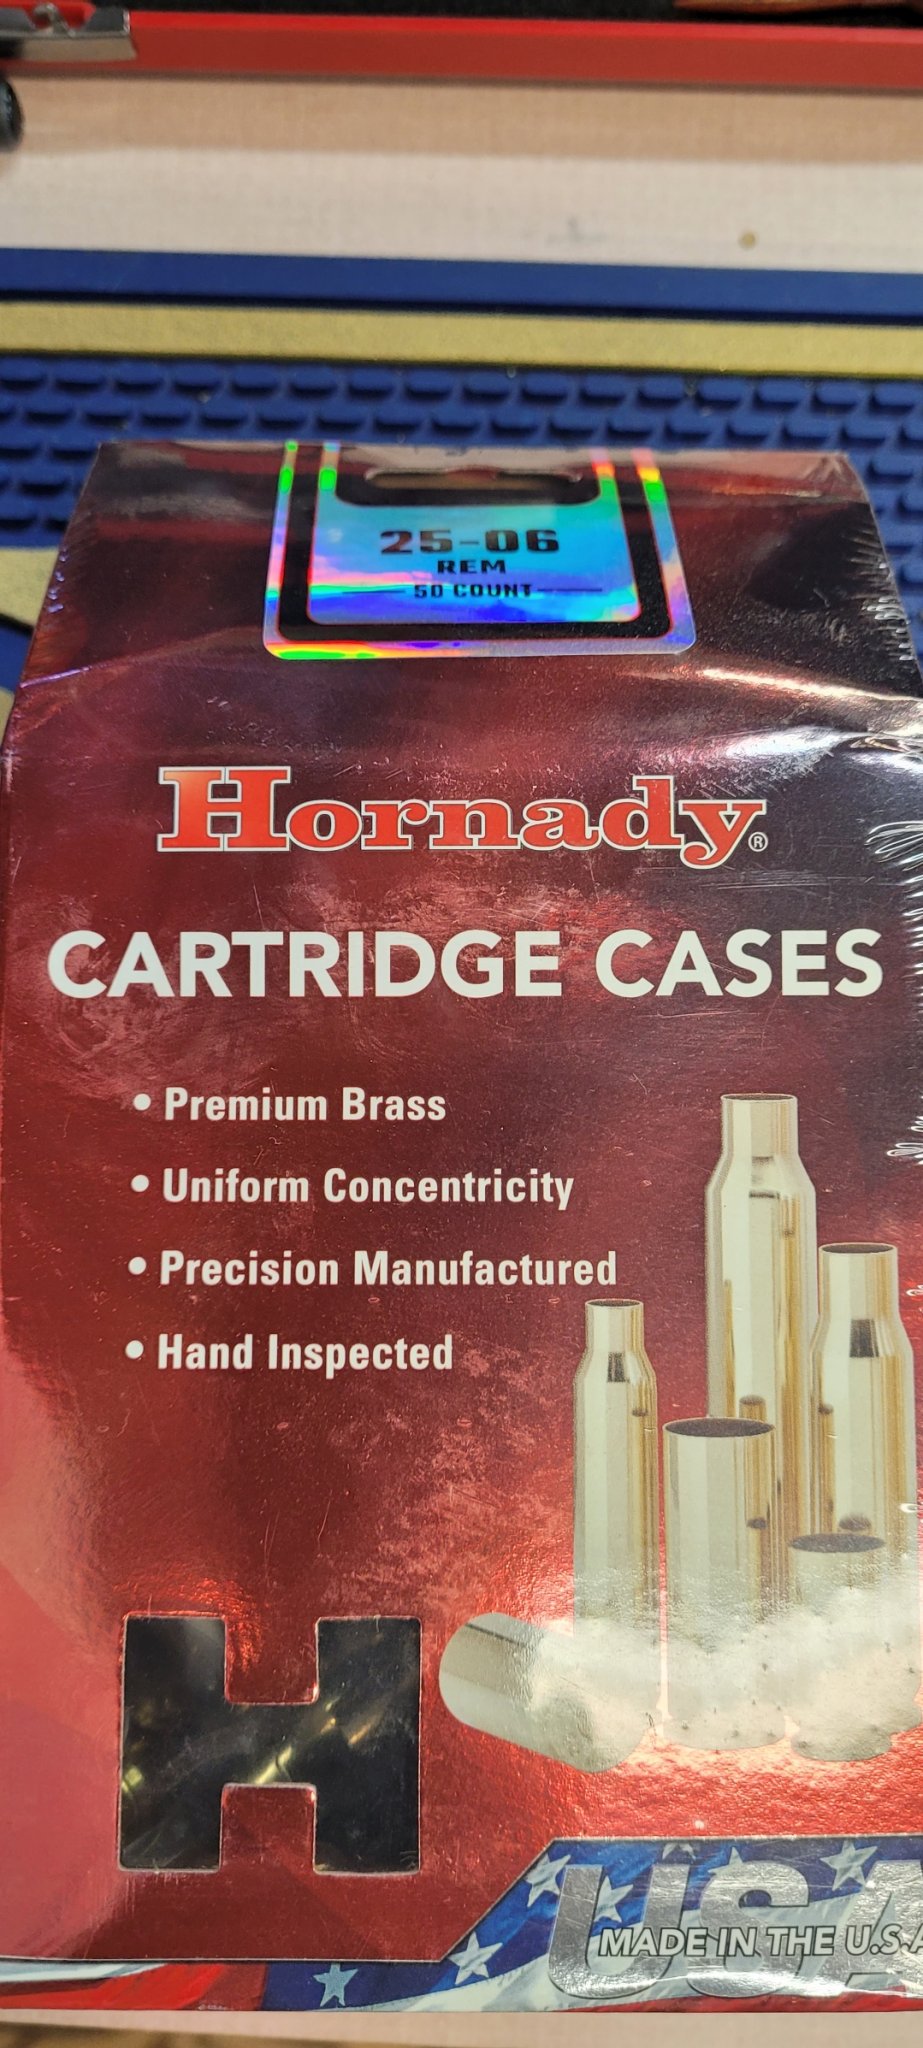 25-06
REM
50 COUNT
Hornady®
CARTRIDGE CASES
• Premium Brass
• Uniform Concentricity
• Precision Manufactured
• Hand Inspected
H
USA
MADE IN THE U.S.A